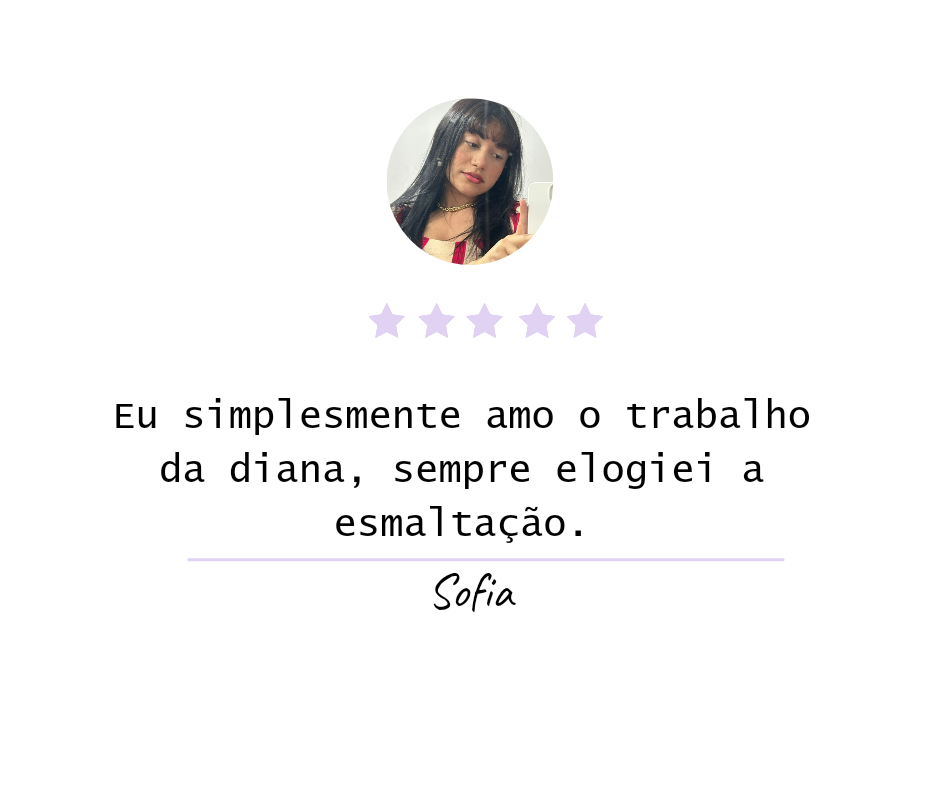 Eu simplesmente amo o trabalho
da diana, sempre elogiei a
esmaltação.
Sofia